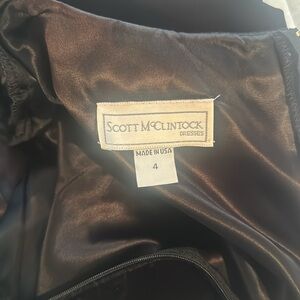 SCOTT McCLINTOCK
DRESSES
MADE IN USA
4